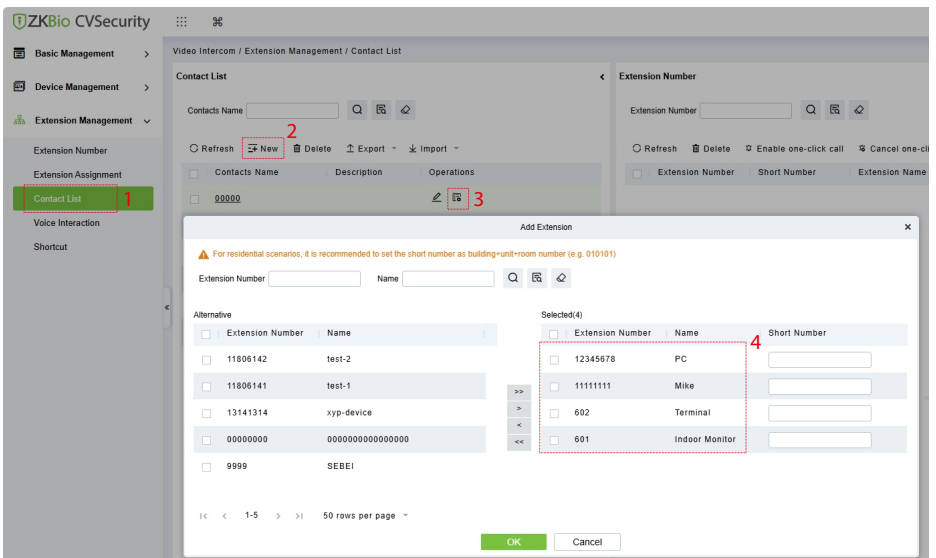 ZKBio CVSecurity
Basic Management
Device Management
Extension Management
Extension Number
Extension Assignment
Contact List
1
Voice Interaction
Shortcut
Video Intercom / Extension Management / Contact List
Contact List
Contacts Name
2
Refresh New Delete Export Import
Contacts Name Description Operations
00000
3
Extension Number
Extension Number
Refresh Delete Enable one-click call Cancel one-cli
Extension Number Short Number Extension Name
Add Extension
For residential scenarios, it is recommended to set the short number as building+unit+room number (e.g. 010101)
Extension Number Name
Alternative
Extension Number Name
11806142 test-2
11806141 test-1
13141314 xyp-device
00000000 0000000000000000
9999 SEBEI
>>
>
<
<<
Selected(4)
Extension Number Name Short Number
4
12345678 PC
11111111 Mike
602 Terminal
601 Indoor Monitor
|< < 1-5 > >| 50 rows per page
OK Cancel